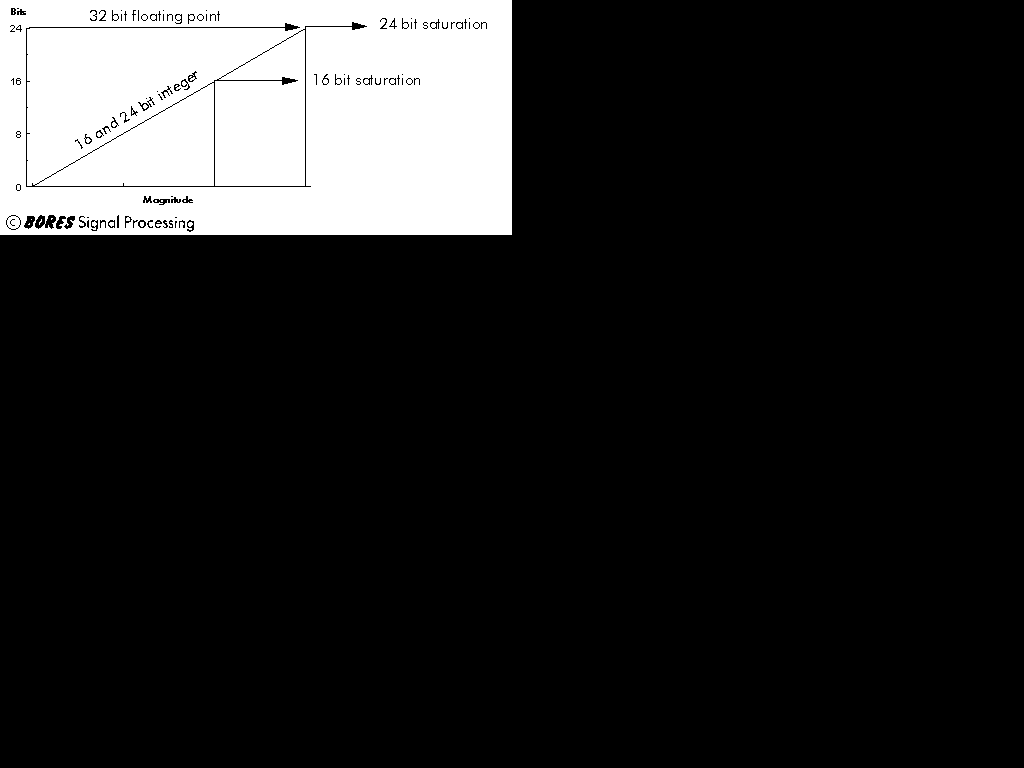 Bits
32 bit floating point
24 bit saturation
24
16 bit saturation
16
16 and 24 bit integer
8
0
Magnitude
© BORES Signal Processing